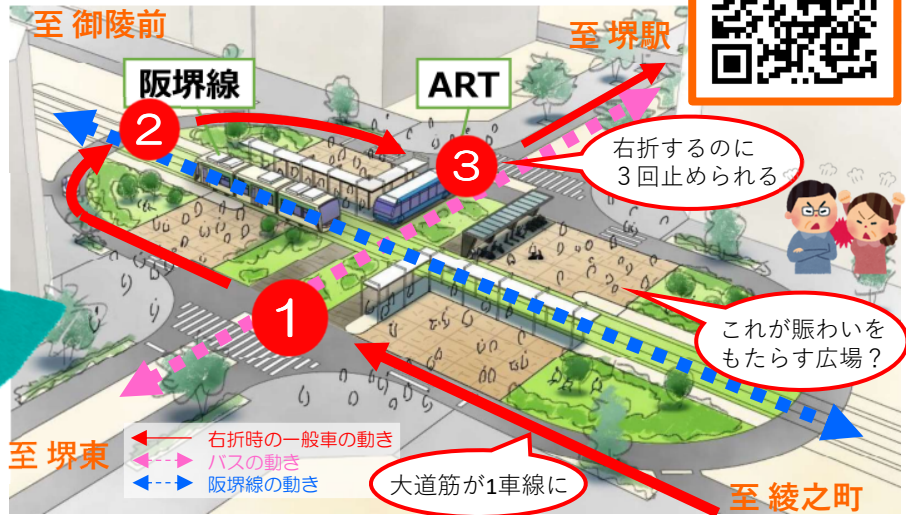 至 御陵前
至 堺駅
阪堺線
ART
2
3
右折するのに
３回止められる
1
これが賑わいを
もたらす広場？
至 堺東
右折時の一般車の動き
バスの動き
阪堺線の動き
大道筋が1車線に
至 綾之町